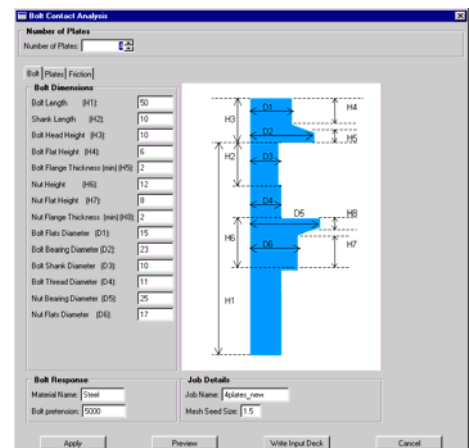 Bolt Contact Analysis
Number of Plates
Number of Plates: 4
Bolt Plates Friction
Bolt Dimensions
Bolt Length (H1): 50
Shank Length (H2): 10
Bolt Head Height (H3): 10
Bolt Flat Height (H4): 6
Bolt Flange Thickness (min) (H5): 2
Nut Height (H6): 12
Nut Flat Height (H7): 8
Nut Flange Thickness (min) (H8): 2
Bolt Flats Diameter (D1): 15
Bolt Bearing Diameter (D2): 23
Bolt Shank Diameter (D3): 10
Bolt Thread Diameter (D4): 11
Nut Bearing Diameter (D5): 25
Nut Flats Diameter (D6): 17
D1
H4
H3
D2
H5
H2
D3
D4
D5
H8
H6
D6
H7
H1
Bolt Response
Material Name: Steel
Bolt pretension: 5000
Job Details
Job Name: 4plates_new
Mesh Seed Size: 1.5
Apply
Preview
Write Input Deck
Cancel